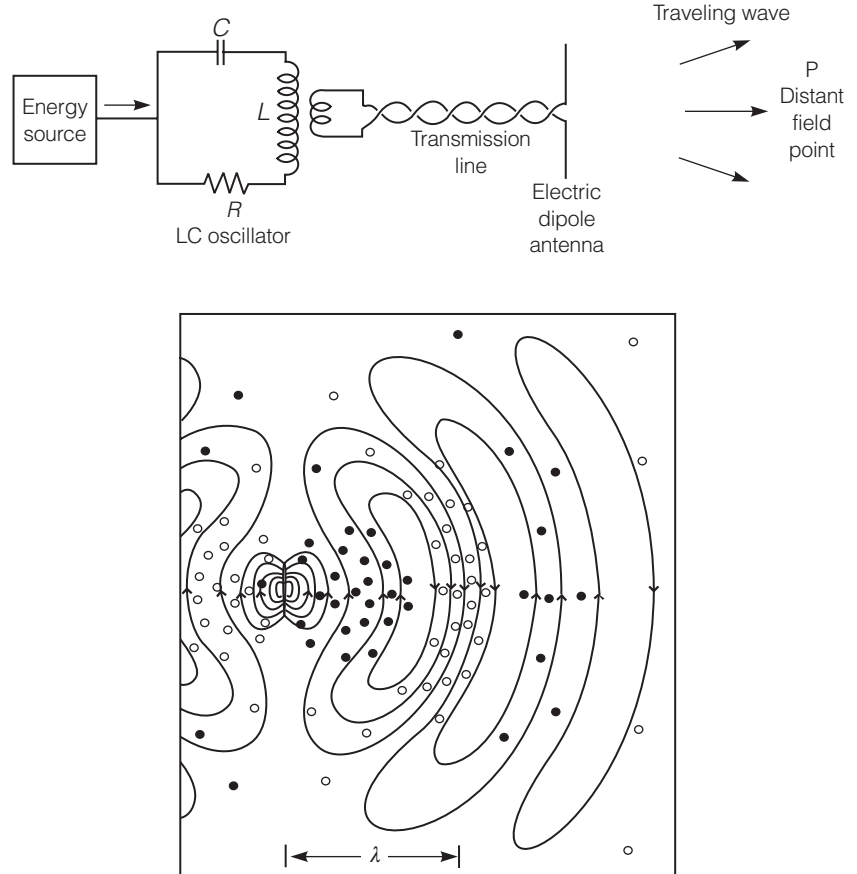 Traveling wave
C
Energy
source
L
Transmission
line
P
Distant
field
point
R
LC oscillator
Electric
dipole
antenna
λ